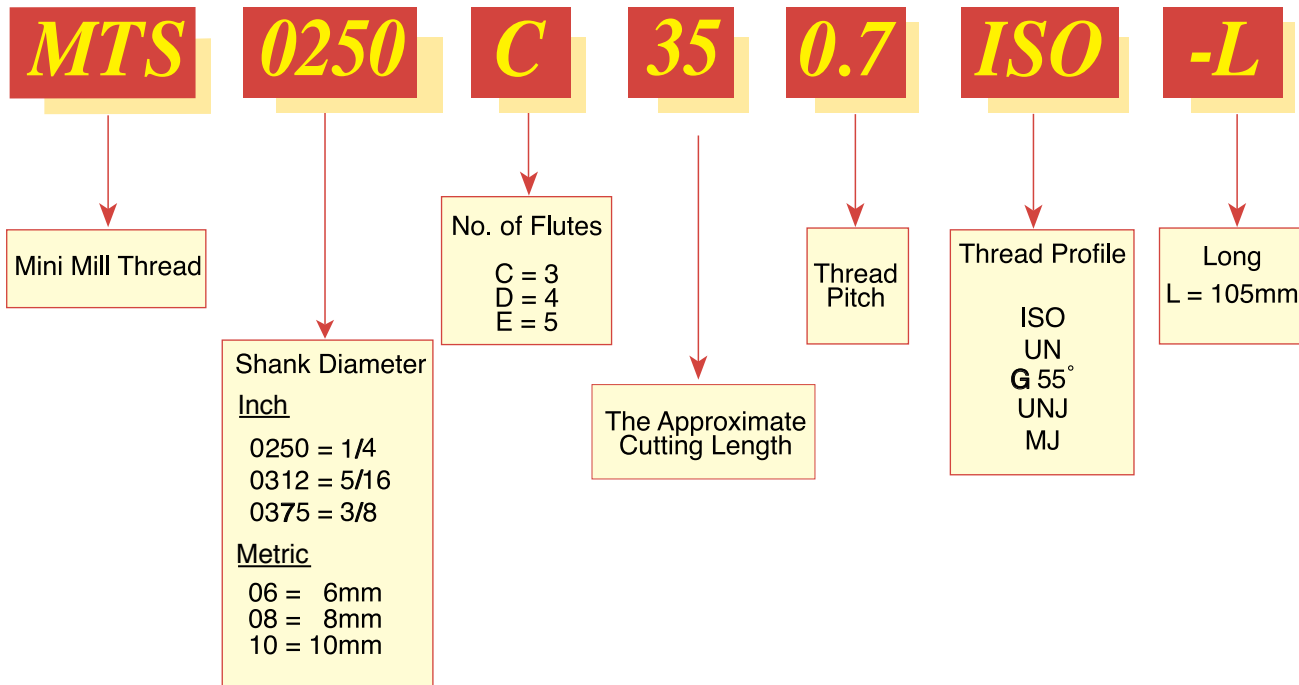 MTS 0250 C 35 0.7 ISO -L
Mini Mill Thread
Shank Diameter
Inch
0250 = 1/4
0312 = 5/16
0375 = 3/8
Metric
06 = 6mm
08 = 8mm
10 = 10mm
No. of Flutes
C = 3
D = 4
E = 5
The Approximate
Cutting Length
Thread
Pitch
Thread Profile
ISO
UN
G 55°
UNJ
MJ
Long
L = 105mm